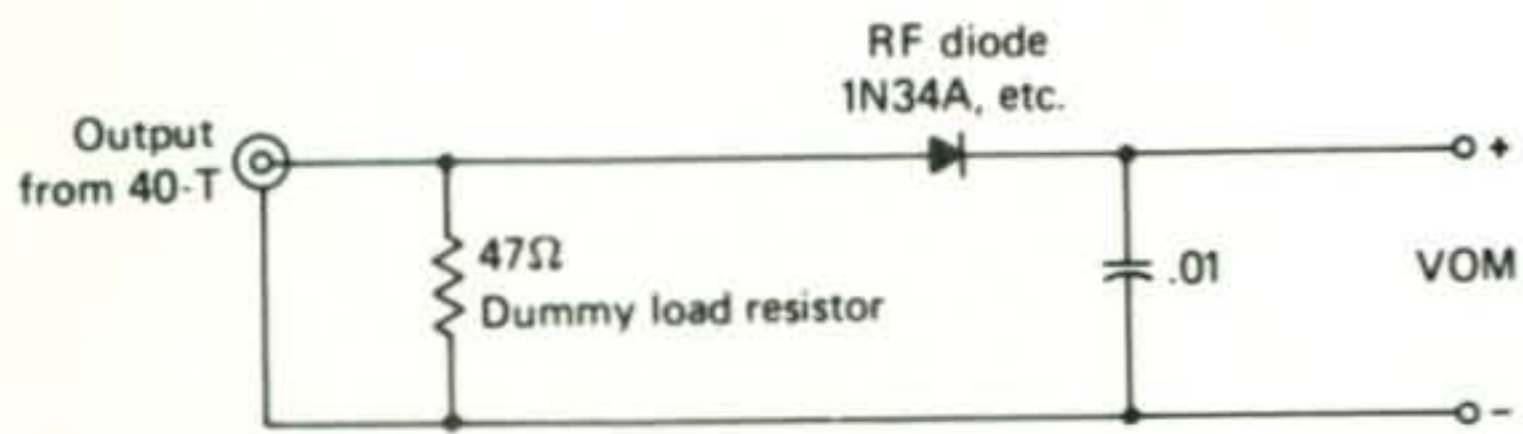 RF diode
1N34A, etc.
Output
from 40-T
+
47Ω
Dummy load resistor
.01
VOM
-